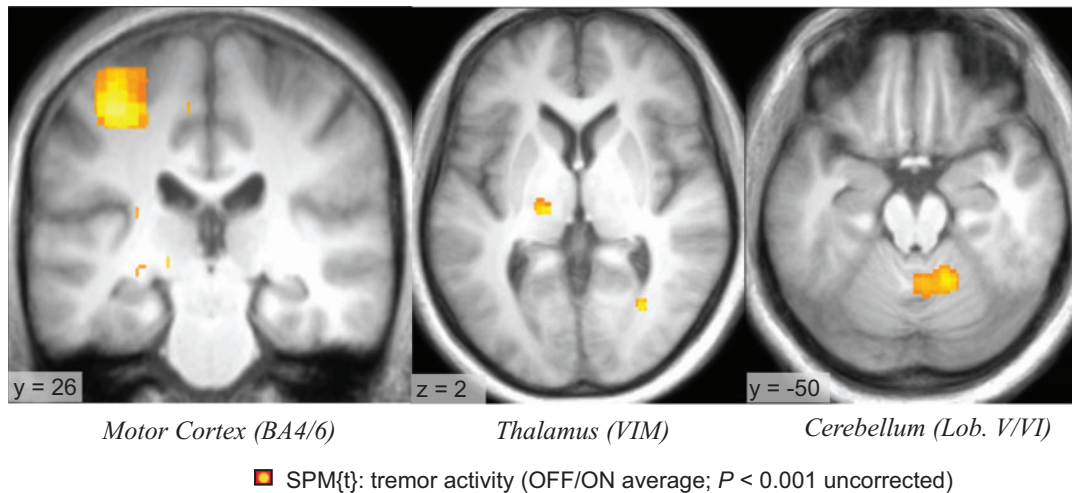 y = 26
z = 2
y = -50
Motor Cortex (BA4/6)
Thalamus (VIM)
Cerebellum (Lob. V/VI)
SPM{t}: tremor activity (OFF/ON average; P < 0.001 uncorrected)